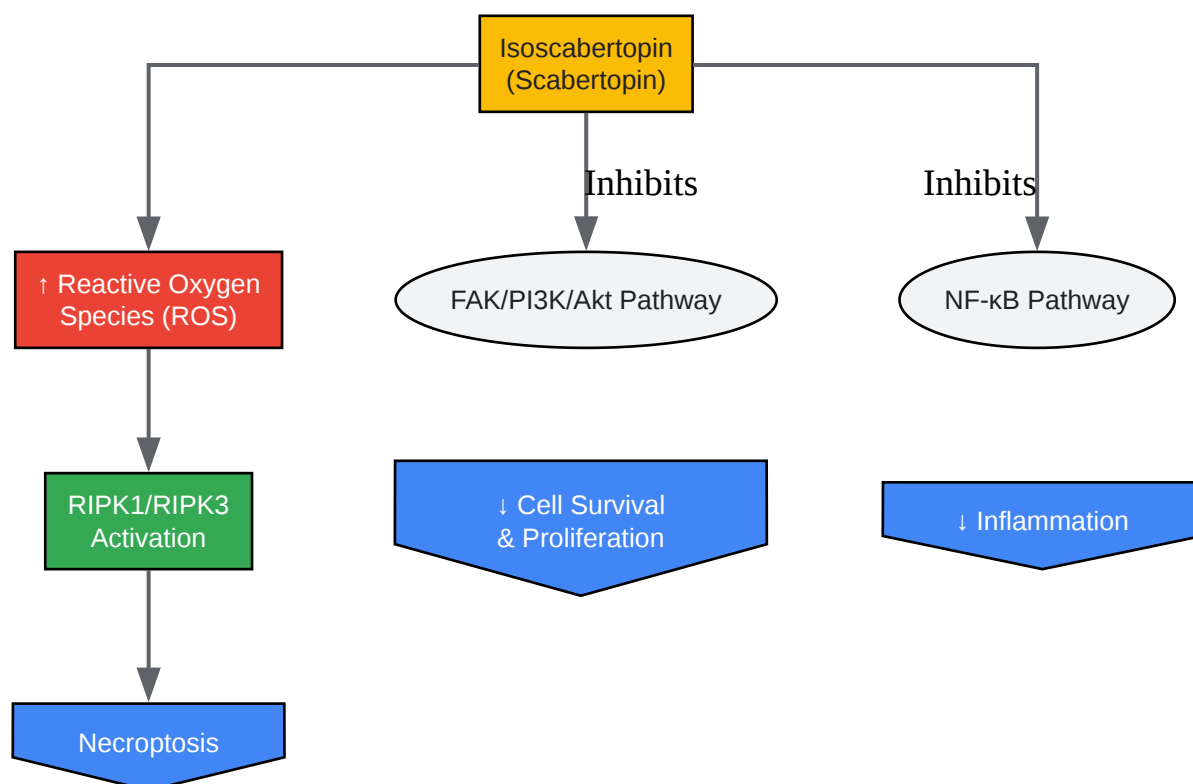 Isoscabertopin
(Scabertopin)
Inhibits
Inhibits
↑ Reactive Oxygen
Species (ROS)
FAK/PI3K/Akt Pathway
NF-κB Pathway
RIPK1/RIPK3
Activation
↓ Cell Survival
& Proliferation
↓ Inflammation
Necroptosis